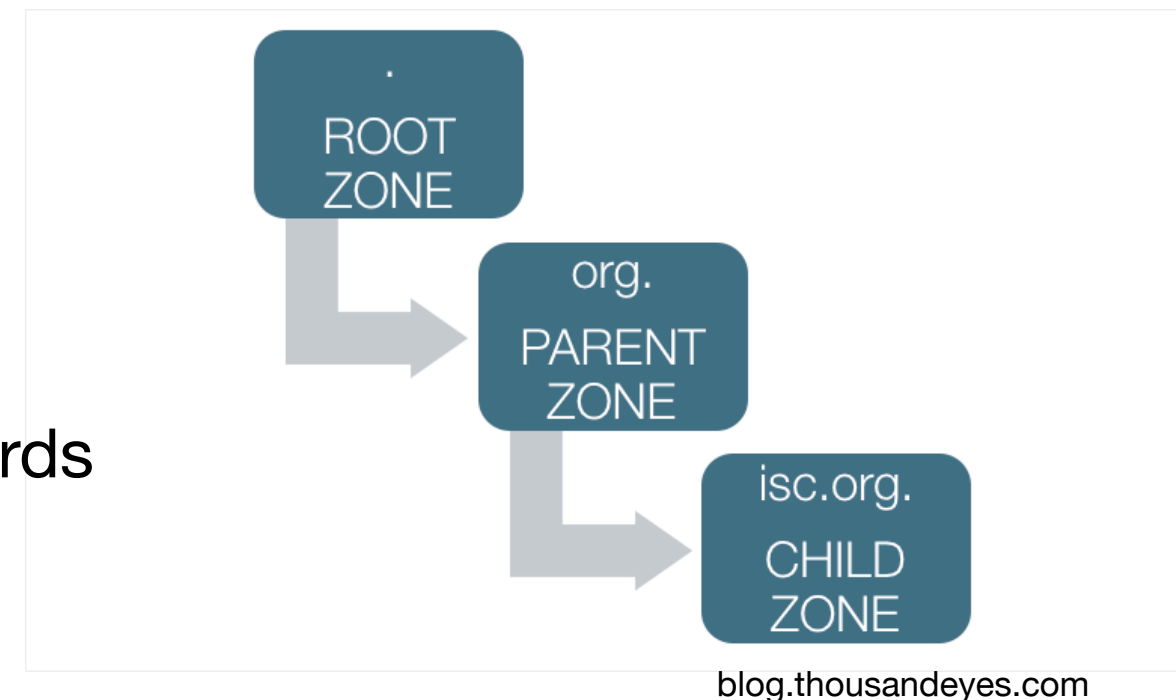 .
ROOT
ZONE
org.
PARENT
ZONE
rds
isc.org.
CHILD
ZONE
blog.thousandeyes.com